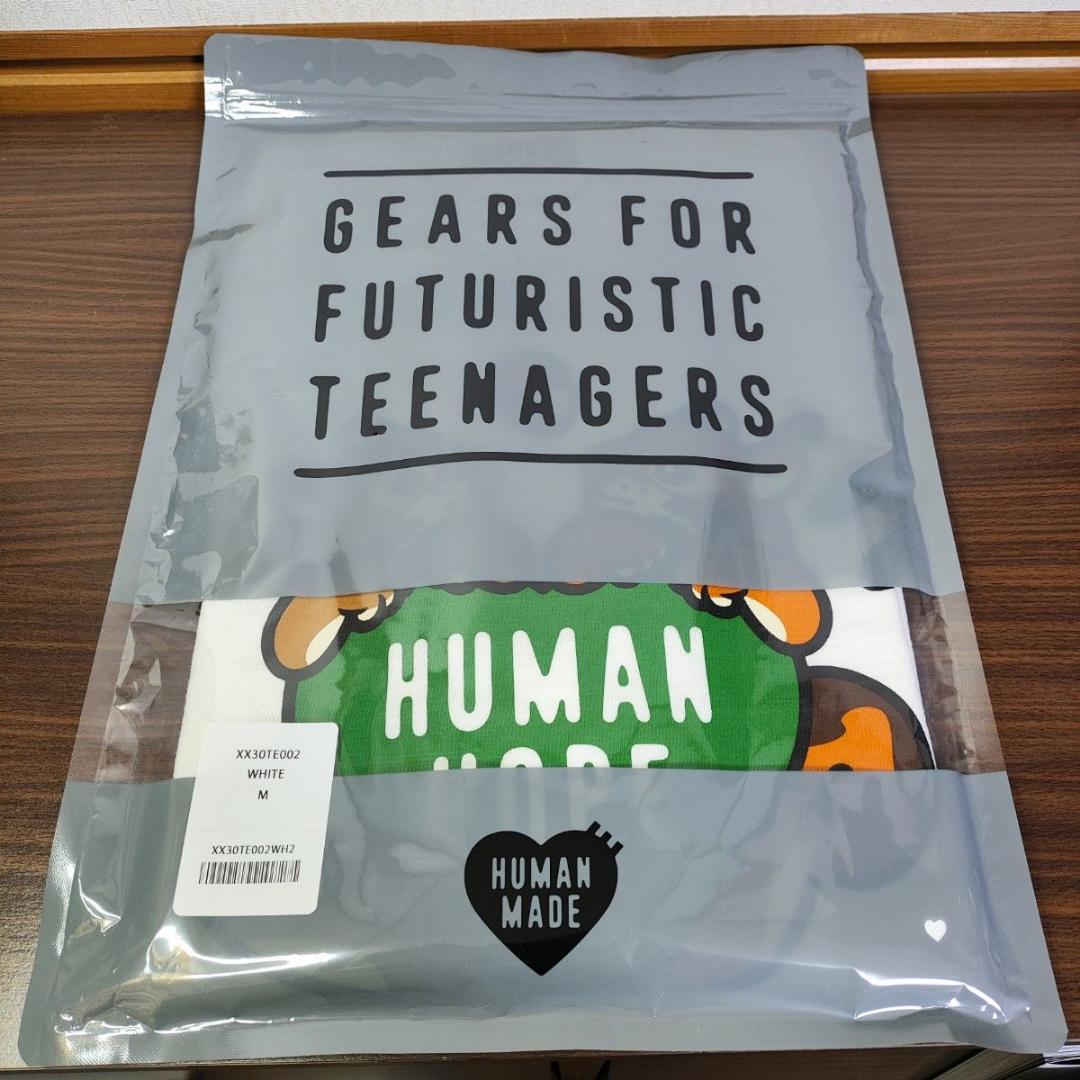 GEARS FOR
FUTURISTIC
TEENAGERS
HUMAN
XX30TE002
WHITE
M
XX30TE002WH2
HUMAN
MADE